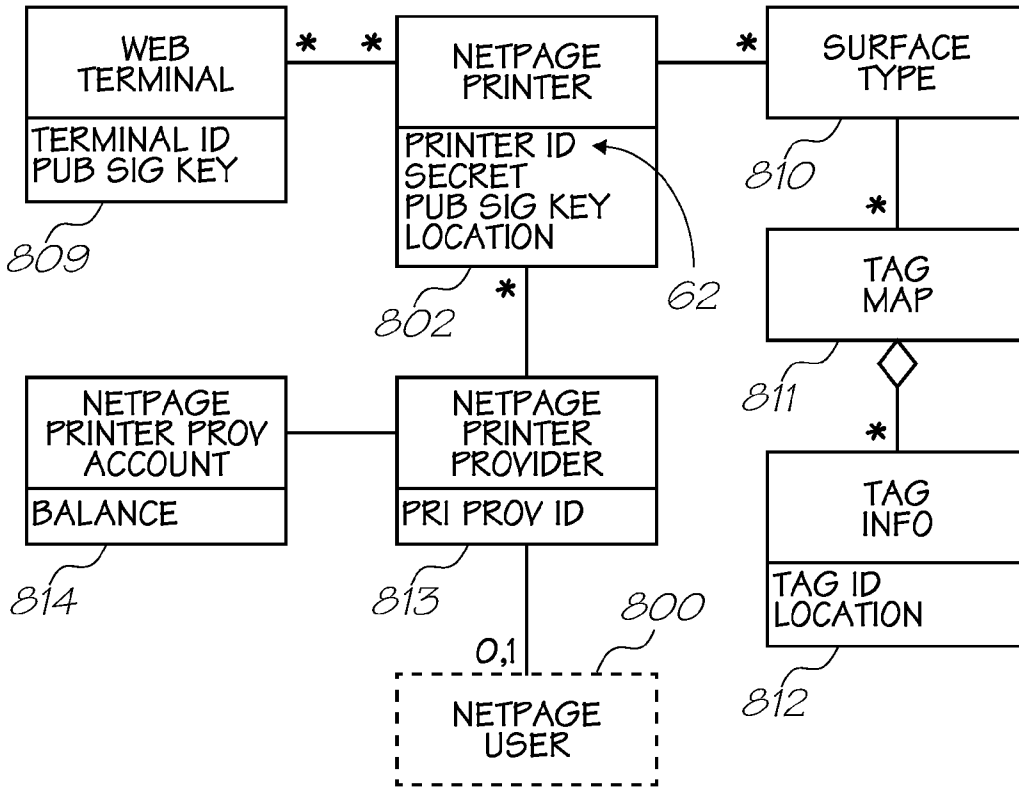 WEB
TERMINAL
TERMINAL ID
PUB SIG KEY
809
*
*
NETPAGE
PRINTER
PRINTER ID
SECRET
PUB SIG KEY
LOCATION
802
62
*
*
SURFACE
TYPE
810
*
TAG
MAP
811
*
NETPAGE
PRINTER PROV
ACCOUNT
BALANCE
814
NETPAGE
PRINTER
PROVIDER
PRI PROV ID
813
TAG
INFO
TAG ID
LOCATION
812
800
0,1
NETPAGE
USER